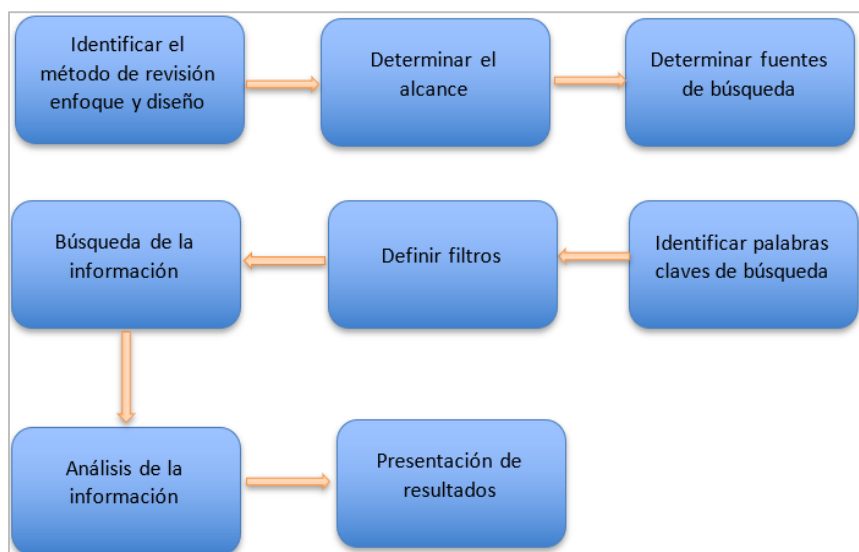 Identificar el
método de revisión
enfoque y diseño
Determinar el
alcance
Determinar fuentes
de búsqueda
Identificar palabras
claves de búsqueda
Definir filtros
Búsqueda de la
información
Análisis de la
información
Presentación de
resultados